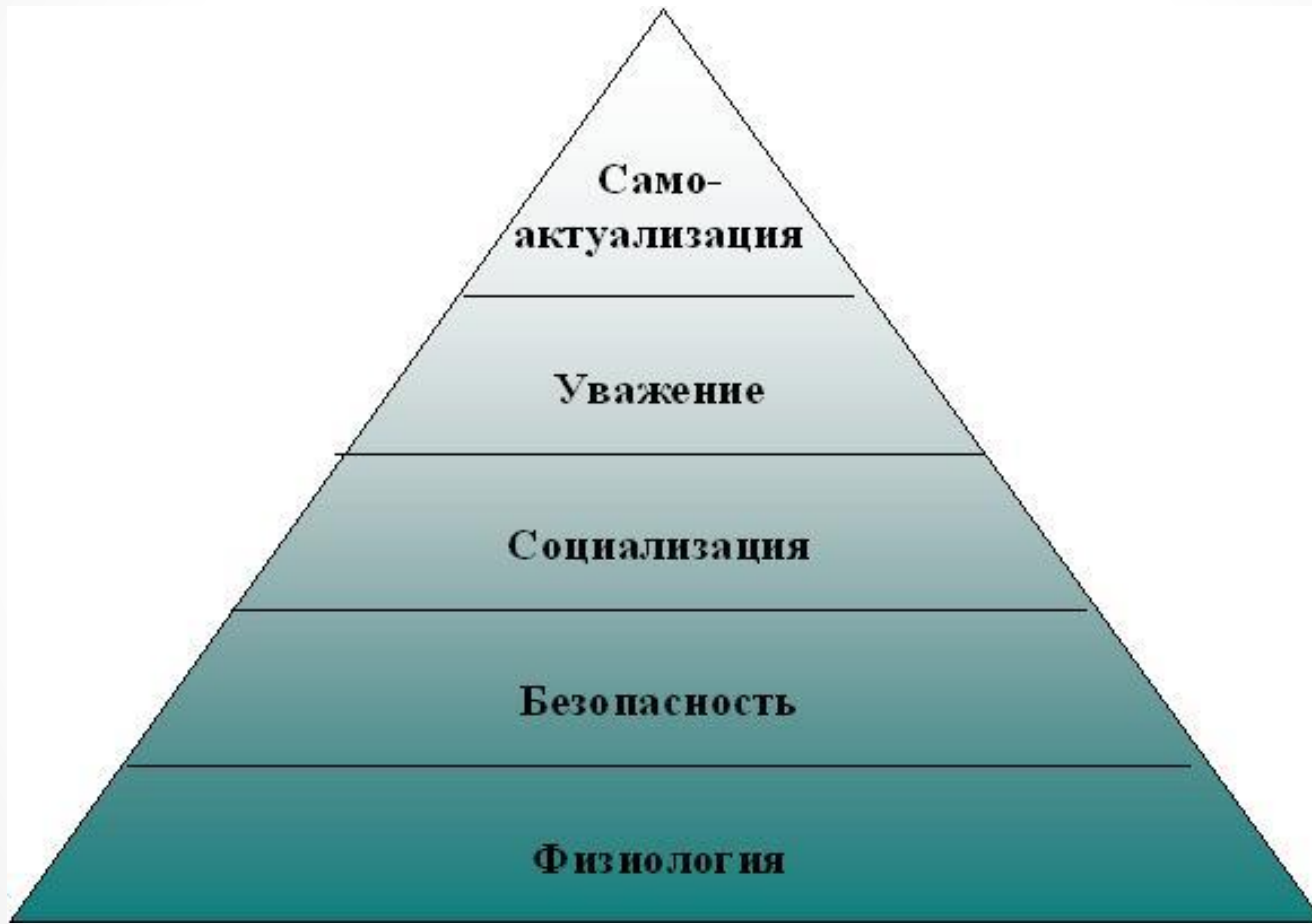 Само-
актуализация
Уважение
Социализация
Безопасность
Физиология